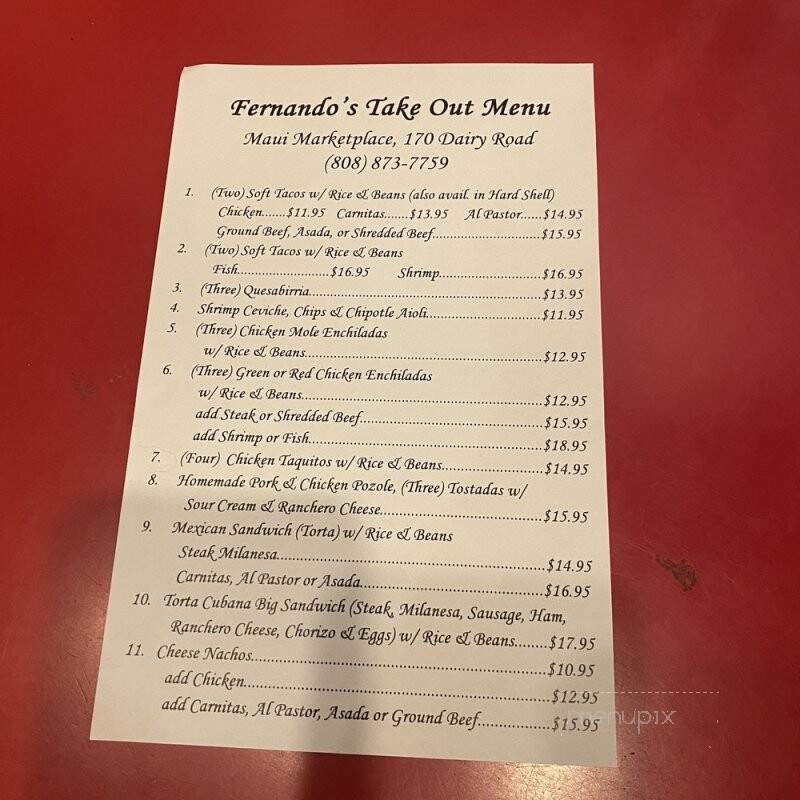 Fernando's Take Out Menu
Maui Marketplace, 170 Dairy Road
(808) 873-7759
1. (Two) Soft Tacos w/ Rice & Beans (also avail. in Hard Shell)
Chicken.......$11.95 Carnitas.......$13.95 Al Pastor......$14.95
Ground Beef, Asada, or Shredded Beef..............................$15.95
2. (Two) Soft Tacos w/ Rice & Beans
Fish..........................$16.95 Shrimp.............................$16.95
3. (Three) Quesabirria.................................................................$13.95
4. Shrimp Ceviche, Chips & Chipotle Aioli................................$11.95
5. (Three) Chicken Mole Enchiladas
w/ Rice & Beans...................................................................$12.95
6. (Three) Green or Red Chicken Enchiladas
w/ Rice & Beans....................................................................$12.95
add Steak or Shredded Beef...................................................$15.95
add Shrimp or Fish.................................................................$18.95
7. (Four) Chicken Taquitos w/ Rice & Beans............................$14.95
8. Homemade Pork & Chicken Pozole, (Three) Tostadas w/
Sour Cream & Ranchero Cheese.............................................$15.95
9. Mexican Sandwich (Torta) w/ Rice & Beans
Steak Milanesa..........................................................................$14.95
Carnitas, Al Pastor or Asada..................................................$16.95
10. Torta Cubana Big Sandwich (Steak, Milanesa, Sausage, Ham,
Ranchero Cheese, Chorizo & Eggs) w/ Rice & Beans........$17.95
11. Cheese Nachos................................................................................$10.95
add Chicken....................................................................................$12.95
add Carnitas, Al Pastor, Asada or Ground Beef..................$15.95
menupix